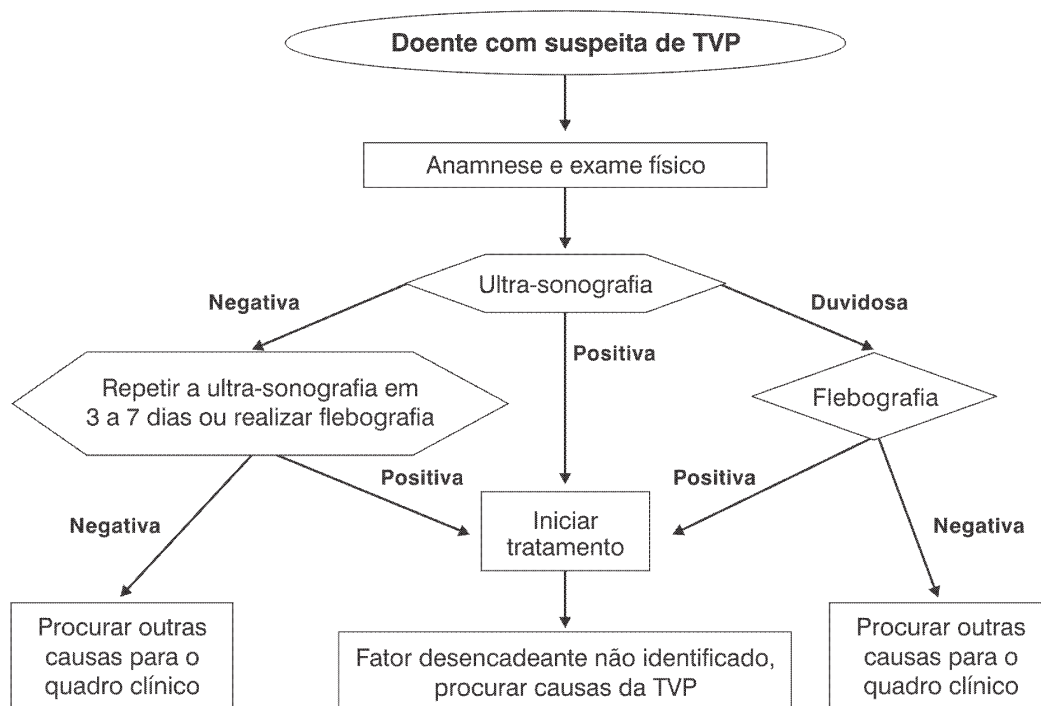 Doente com suspeita de TVP
Anamnese e exame físico
Ultra-sonografia
Negativa
Duvidosa
Positiva
Repetir a ultra-sonografia em
3 a 7 dias ou realizar flebografia
Flebografia
Positiva
Positiva
Negativa
Iniciar
tratamento
Negativa
Procurar outras
causas para o
quadro clínico
Fator desencadeante não identificado,
procurar causas da TVP
Procurar outras
causas para o
quadro clínico